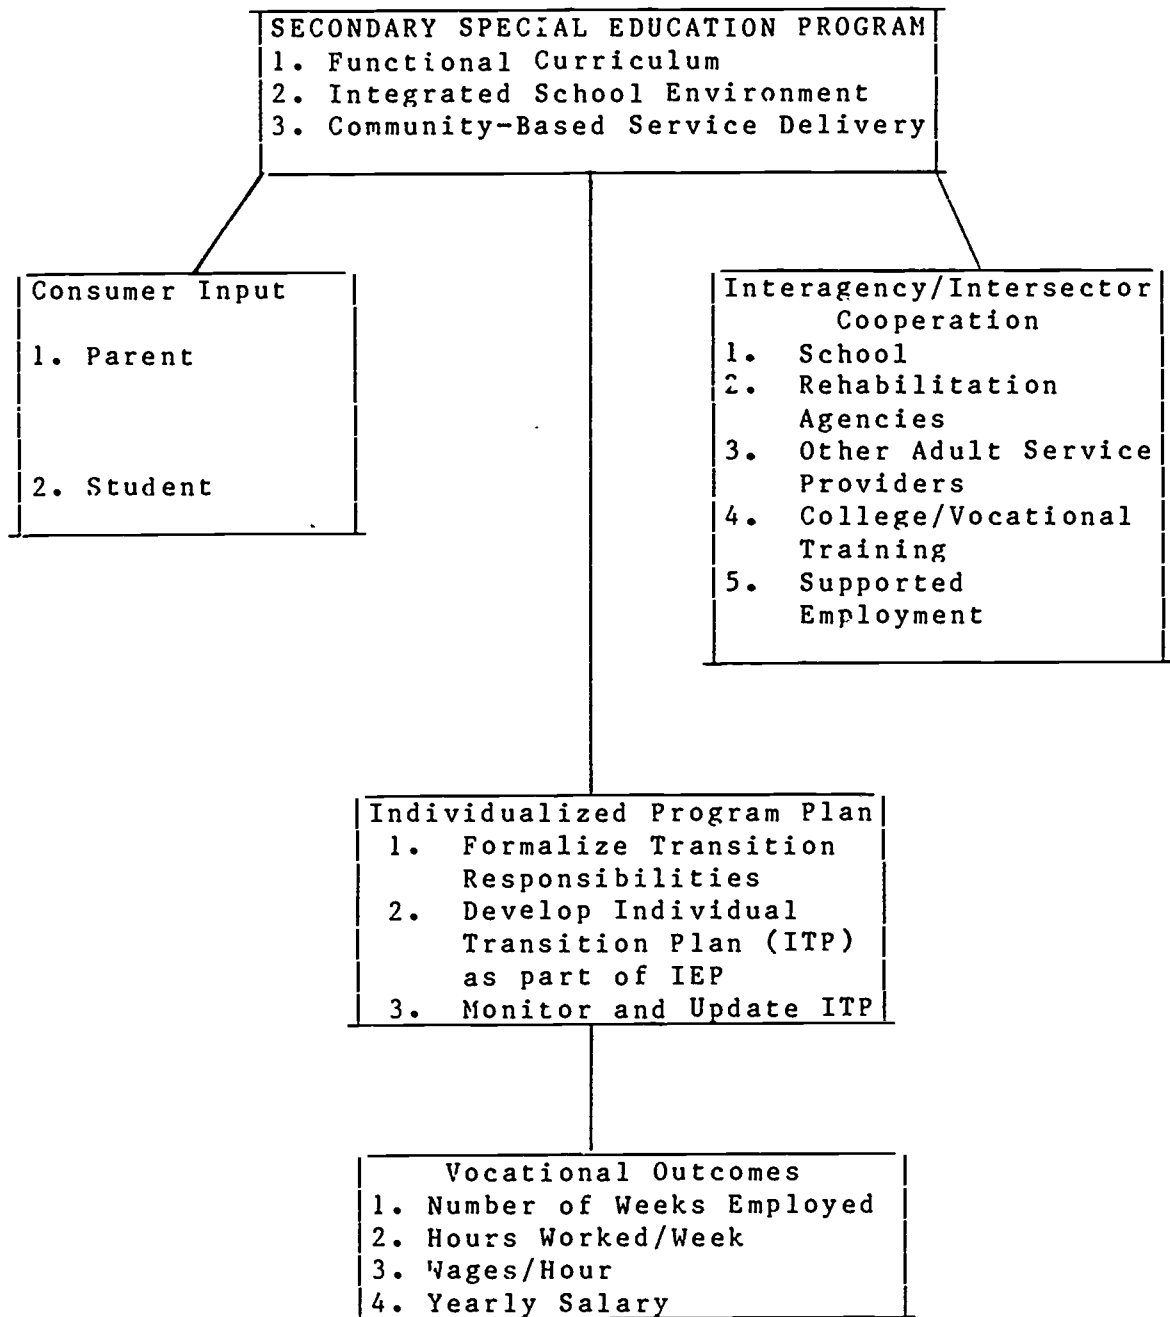 SECONDARY SPECIAL EDUCATION PROGRAM
1. Functional Curriculum
2. Integrated School Environment
3. Community-Based Service Delivery
Consumer Input
1. Parent
2. Student
Interagency/Intersector
Cooperation
1. School
2. Rehabilitation
Agencies
3. Other Adult Service
Providers
4. College/Vocational
Training
5. Supported
Employment
Individualized Program Plan
1. Formalize Transition
Responsibilities
2. Develop Individual
Transition Plan (ITP)
as part of IEP
3. Monitor and Update ITP
Vocational Outcomes
1. Number of Weeks Employed
2. Hours Worked/Week
3. Wages/Hour
4. Yearly Salary